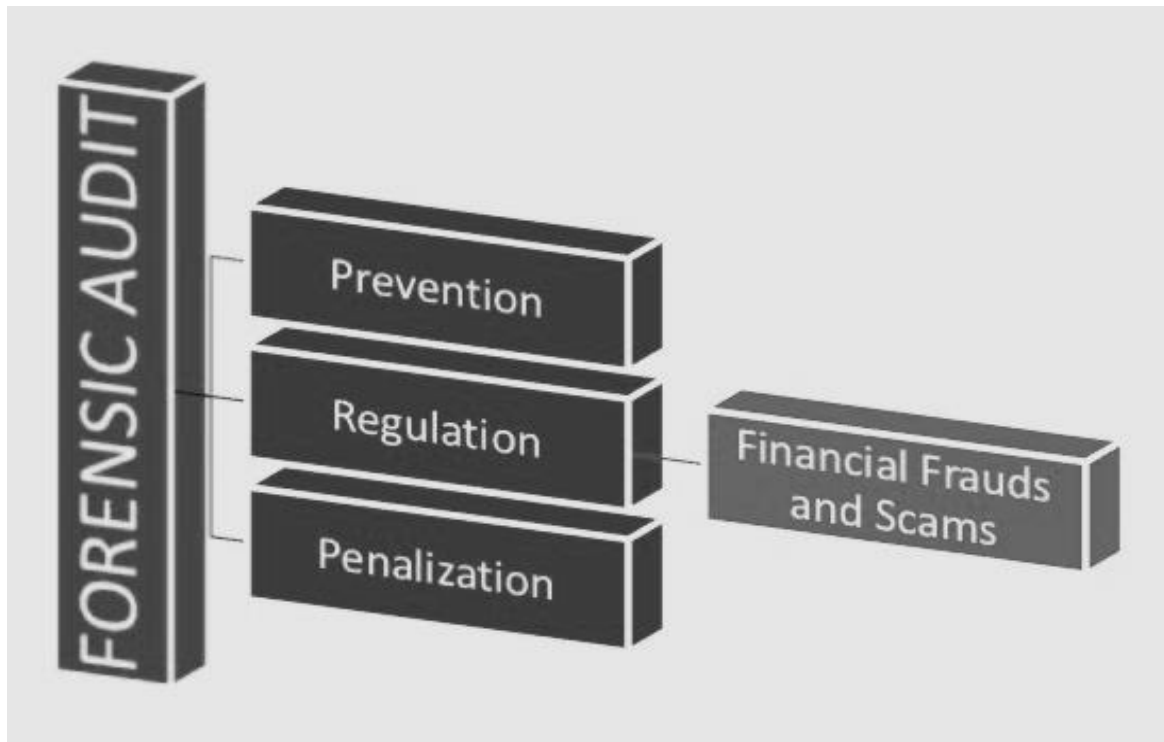 FORENSIC AUDIT
Prevention
Regulation
Penalization
Financial Frauds
and Scams